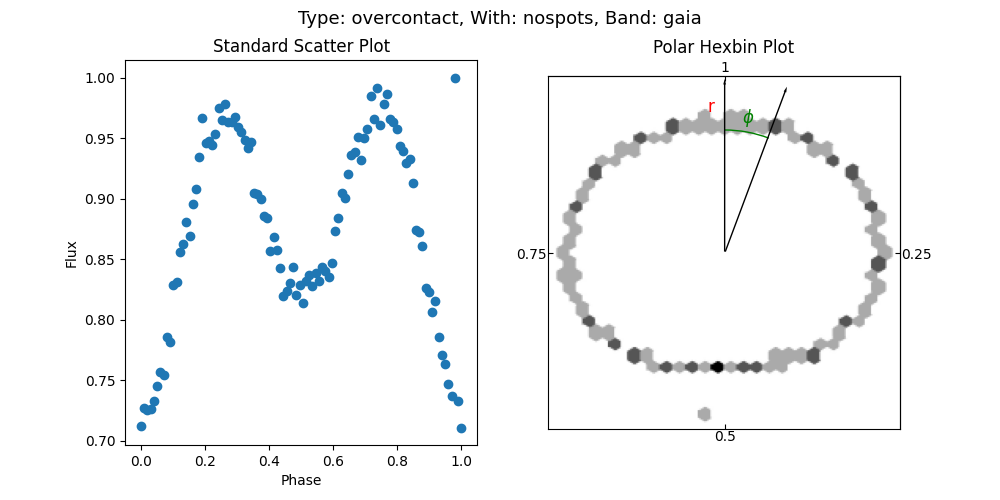 Type: overcontact, With: nospots, Band: gaia
Standard Scatter Plot
Polar Hexbin Plot
1.00
0.95
0.90
0.85
0.80
0.75
0.70
Flux
0.0
0.2
0.4
0.6
0.8
1.0
Phase
1
r
ϕ
0.75
0.25
0.5